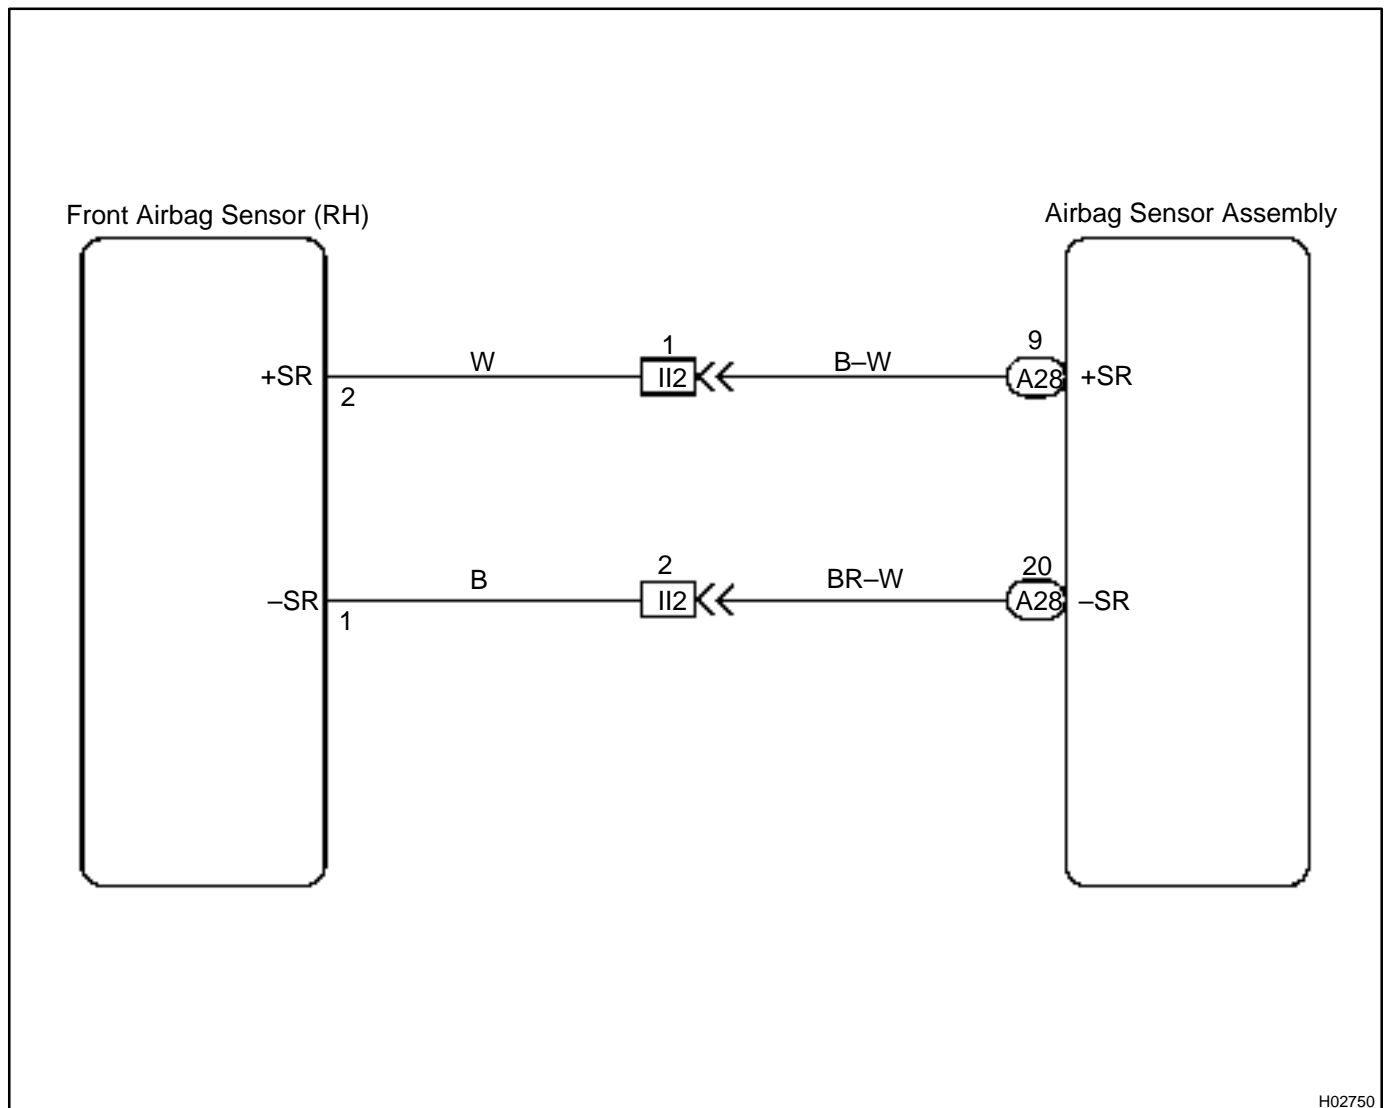 Front Airbag Sensor (RH)
Airbag Sensor Assembly
+SR
2
W
1
II2
B–W
9
A28
+SR
–SR
1
B
2
II2
BR–W
20
A28
–SR
H02750